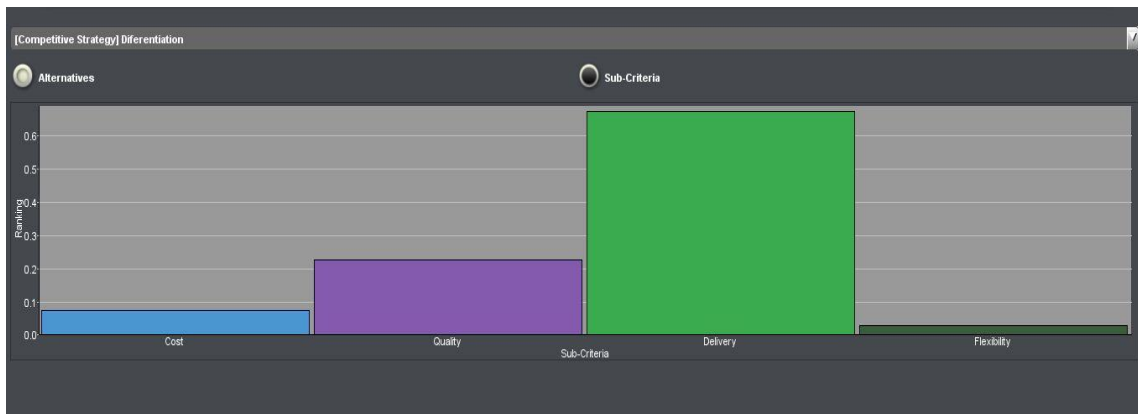 [Competitive Strategy] Diferentiation
Alternatives
Sub-Criteria
Ranking
0.6
0.5
0.4
0.3
0.2
0.1
0.0
Cost
Quality
Delivery
Flexibility
Sub-Criteria